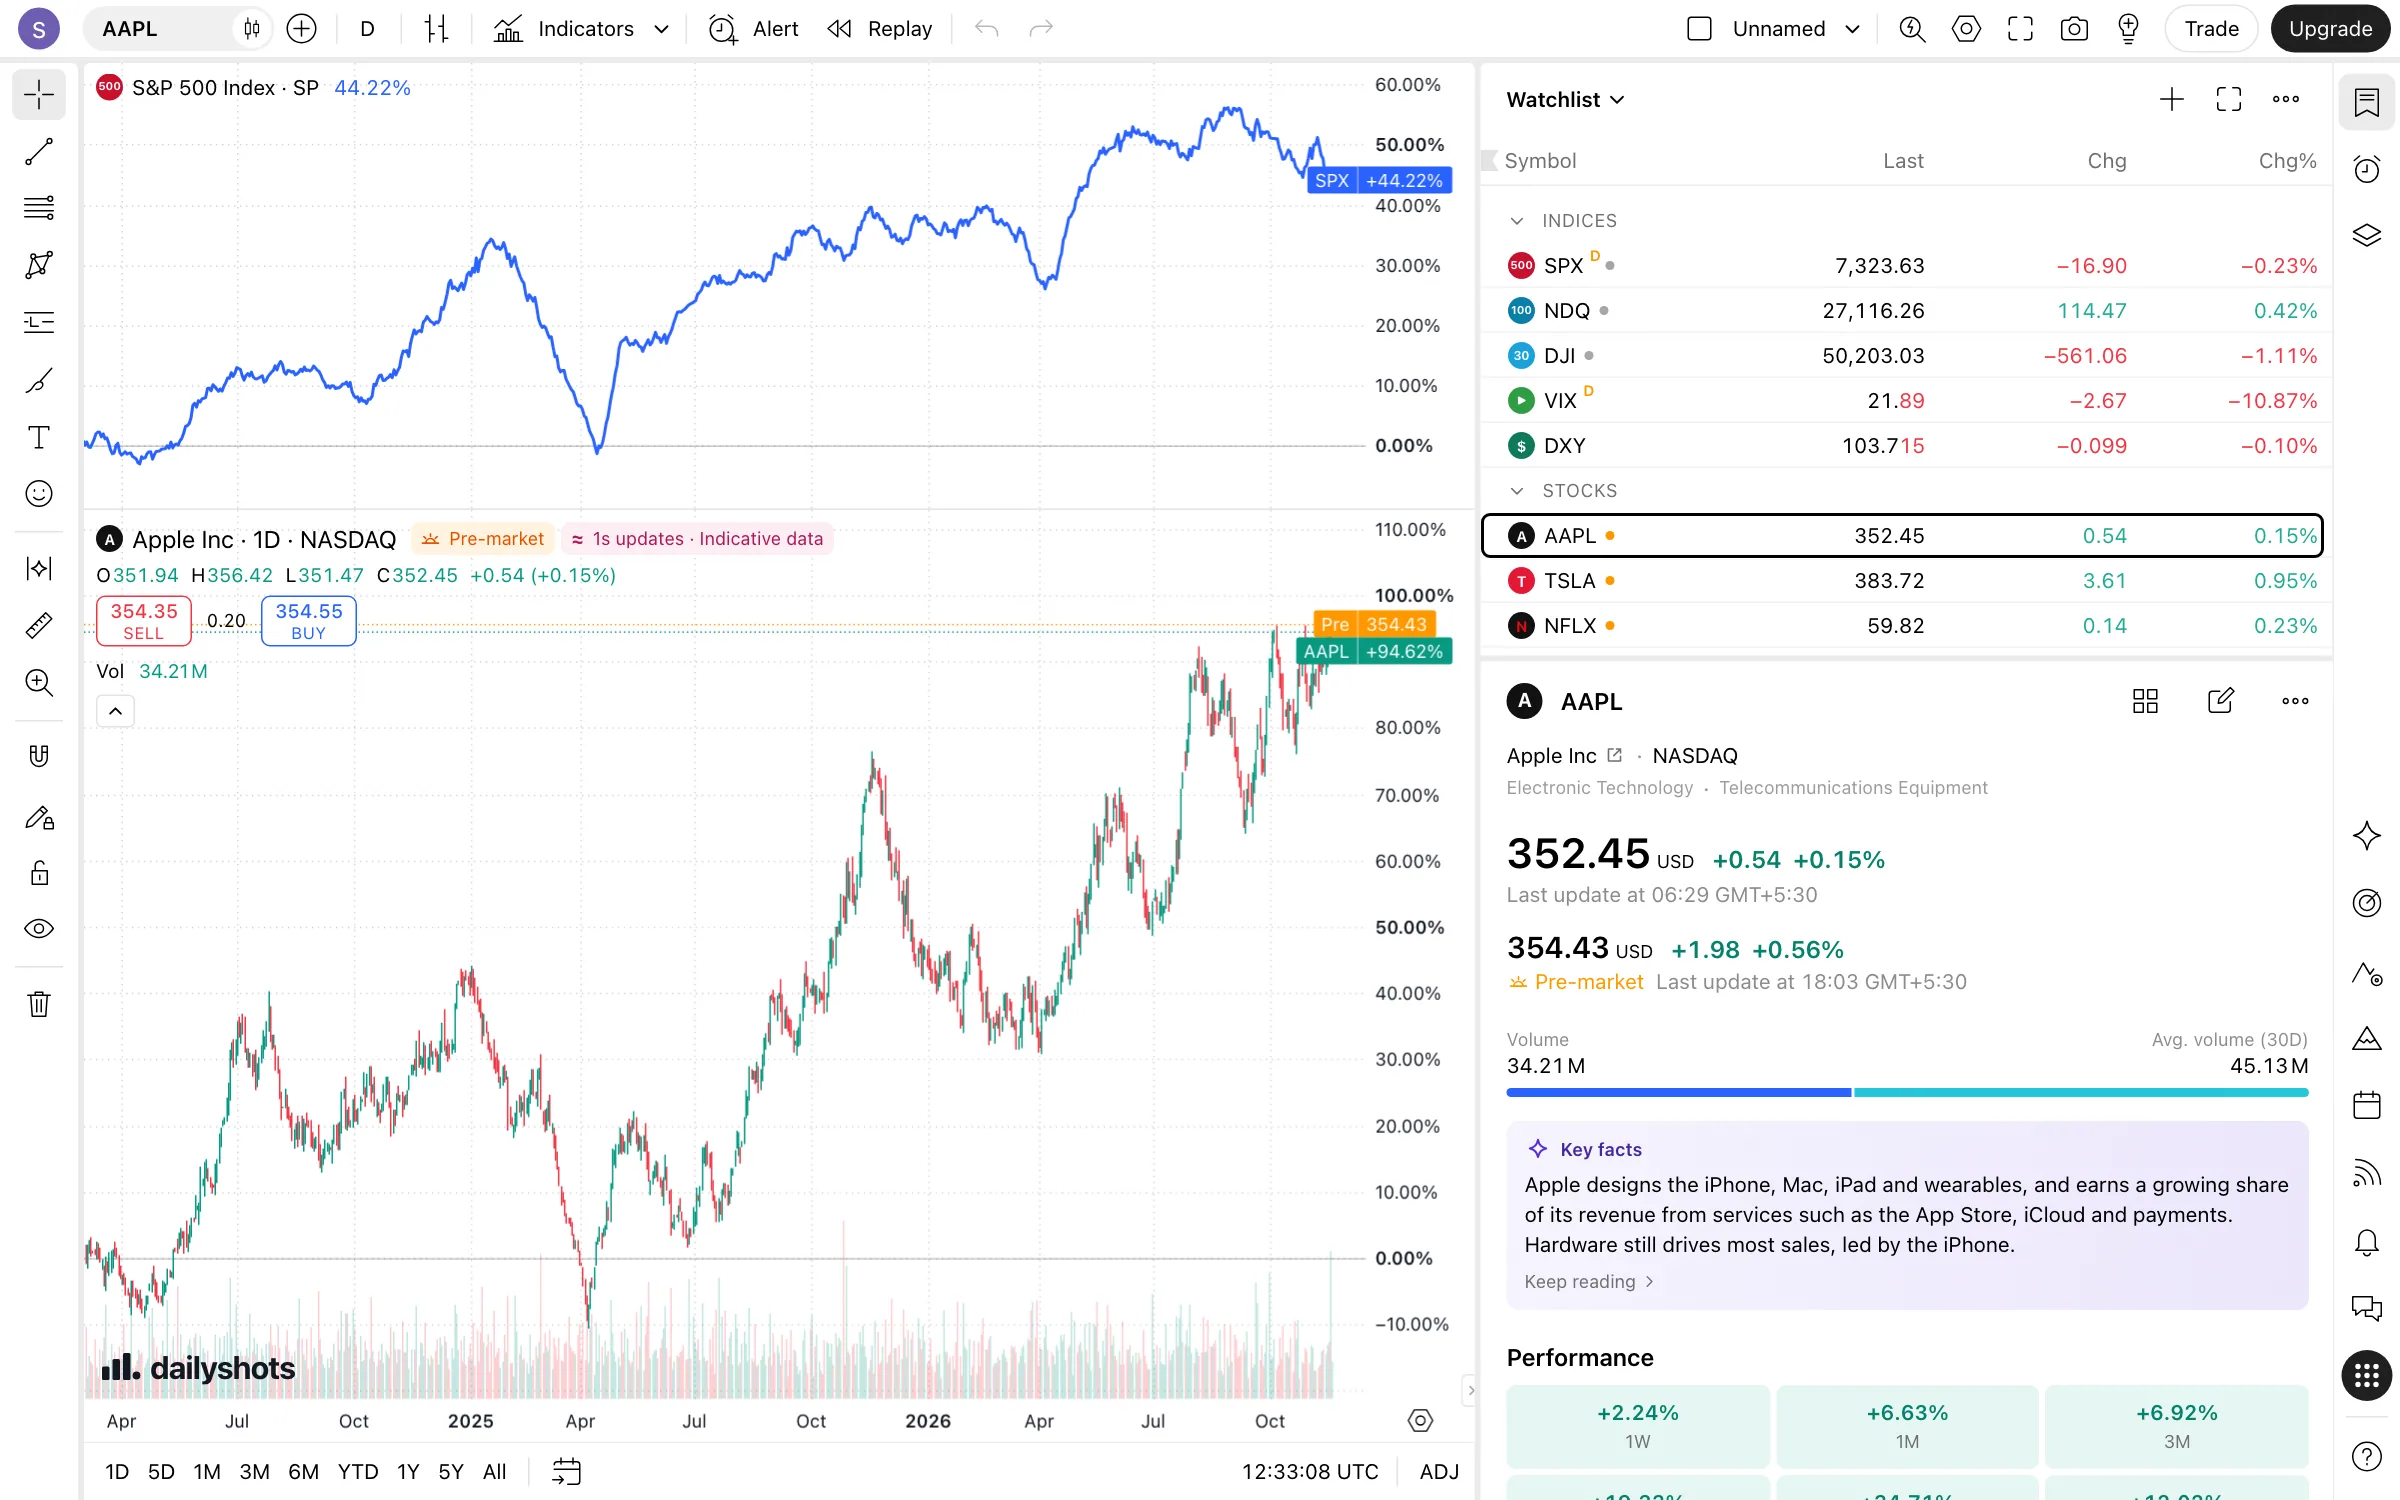 S AAPL D Indicators Alert Replay Unnamed Trade Upgrade
500 S&P 500 Index · SP 44.22%
60.00%
50.00%
SPX +44.22%
40.00%
30.00%
20.00%
10.00%
0.00%
A Apple Inc · 1D · NASDAQ Pre-market ≈ 1s updates · Indicative data
110.00%
O351.94 H356.42 L351.47 C352.45 +0.54 (+0.15%)
100.00%
354.35 SELL 0.20 354.55 BUY
Pre 354.43
AAPL +94.62%
Vol 34.21M
80.00%
70.00%
60.00%
50.00%
40.00%
30.00%
20.00%
10.00%
0.00%
−10.00%
dailyshots
Apr Jul Oct 2025 Apr Jul Oct 2026 Apr Jul Oct
1D 5D 1M 3M 6M YTD 1Y 5Y All 12:33:08 UTC ADJ
Watchlist
Symbol Last Chg Chg%
INDICES
500 SPX D 7,323.63 −16.90 −0.23%
100 NDQ 27,116.26 114.47 0.42%
30 DJI 50,203.03 −561.06 −1.11%
VIX D 21.89 −2.67 −10.87%
$ DXY 103.715 −0.099 −0.10%
STOCKS
A AAPL 352.45 0.54 0.15%
T TSLA 383.72 3.61 0.95%
N NFLX 59.82 0.14 0.23%
A AAPL
Apple Inc · NASDAQ
Electronic Technology · Telecommunications Equipment
352.45 USD +0.54 +0.15%
Last update at 06:29 GMT+5:30
354.43 USD +1.98 +0.56%
Pre-market Last update at 18:03 GMT+5:30
Volume Avg. volume (30D)
34.21 M 45.13 M
Key facts
Apple designs the iPhone, Mac, iPad and wearables, and earns a growing share
of its revenue from services such as the App Store, iCloud and payments.
Hardware still drives most sales, led by the iPhone.
Keep reading
Performance
+2.24% +6.63% +6.92%
1W 1M 3M